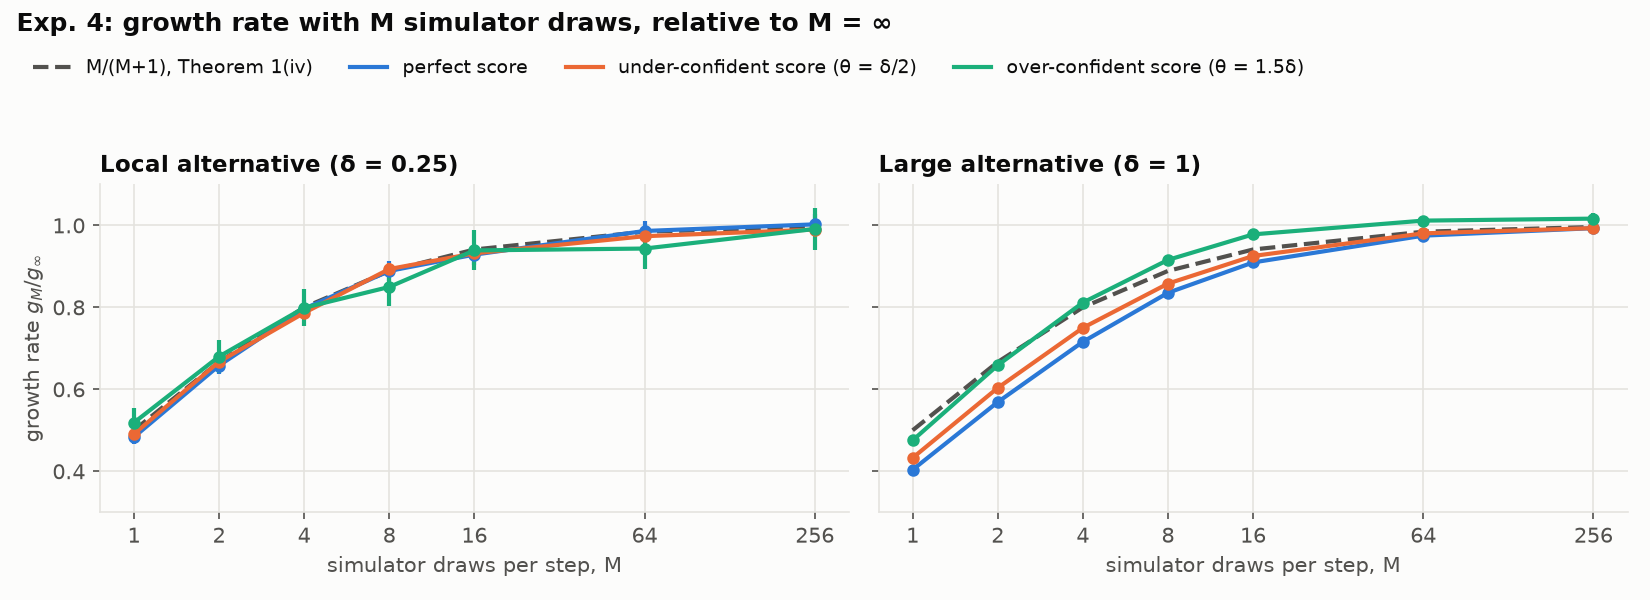 Exp. 4: growth rate with M simulator draws, relative to M = ∞
M/(M+1), Theorem 1(iv) perfect score under-confident score (θ = δ/2) over-confident score (θ = 1.5δ)
Local alternative (δ = 0.25)
growth rate g_M/g_∞
1.0
0.8
0.6
0.4
1 2 4 8 16 64 256
simulator draws per step, M
Large alternative (δ = 1)
1 2 4 8 16 64 256
simulator draws per step, M